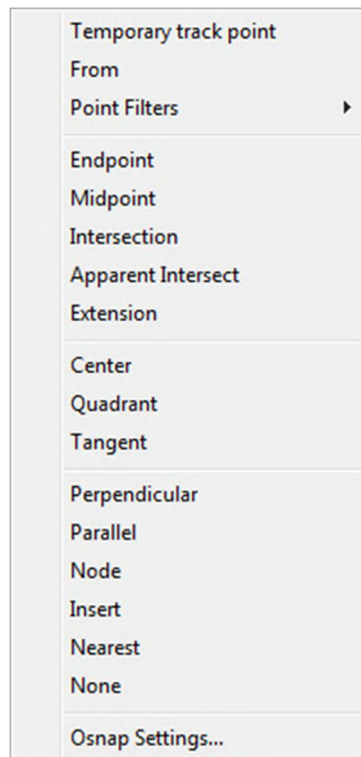 Temporary track point
From
Point Filters
Endpoint
Midpoint
Intersection
Apparent Intersect
Extension
Center
Quadrant
Tangent
Perpendicular
Parallel
Node
Insert
Nearest
None
Osnap Settings...